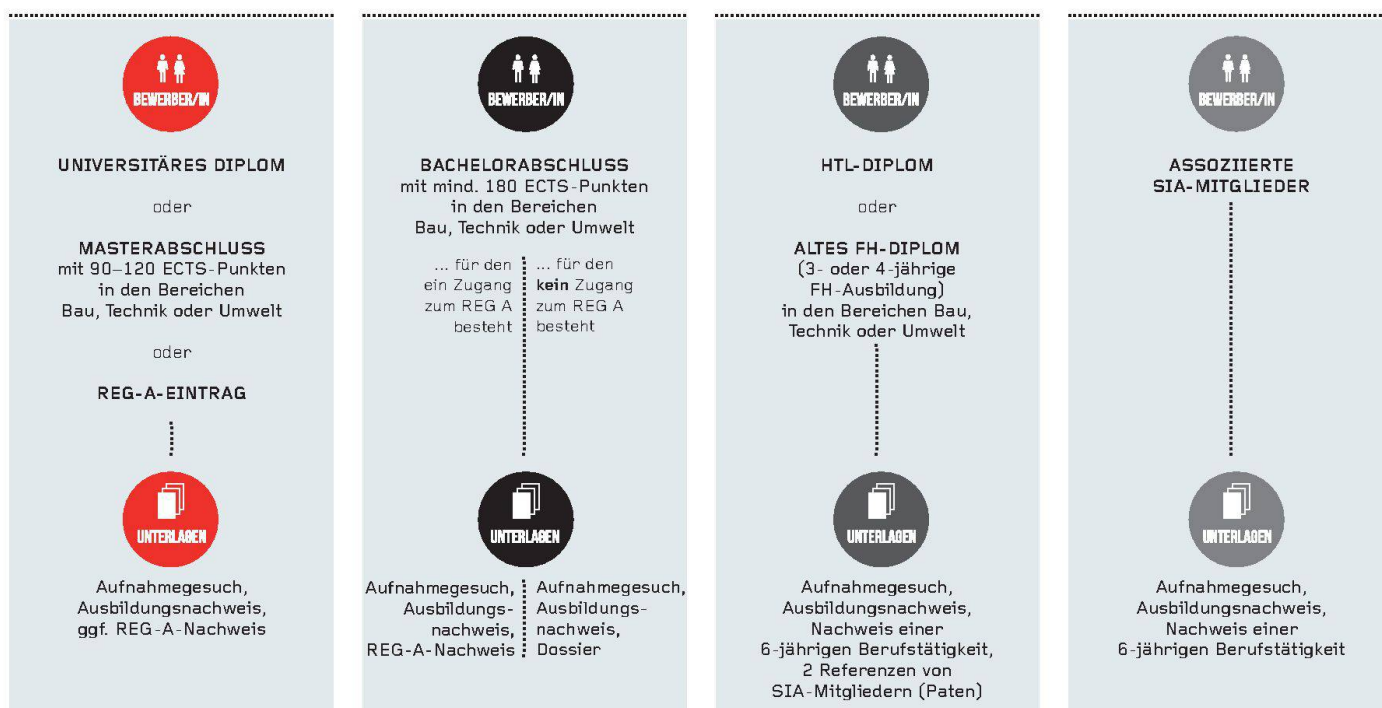 BEWERBER/IN
UNIVERSITÄRES DIPLOM
oder
MASTERABSCHLUSS
mit 90–120 ECTS-Punkten
in den Bereichen
Bau, Technik oder Umwelt
oder
REG-A-EINTRAG
UNTERLAGEN
Aufnahmegesuch,
Ausbildungsnachweis,
ggf. REG-A-Nachweis
BEWERBER/IN
BACHELORABSCHLUSS
mit mind. 180 ECTS-Punkten
in den Bereichen
Bau, Technik oder Umwelt
... für den
ein Zugang
zum REG A
besteht
... für den
kein Zugang
zum REG A
besteht
UNTERLAGEN
Aufnahmegesuch,
Ausbildungs-
nachweis,
REG-A-Nachweis
Aufnahmegesuch,
Ausbildungs-
nachweis,
Dossier
BEWERBER/IN
HTL-DIPLOM
oder
ALTES FH-DIPLOM
(3- oder 4-jährige
FH-Ausbildung)
in den Bereichen Bau,
Technik oder Umwelt
UNTERLAGEN
Aufnahmegesuch,
Ausbildungsnachweis,
Nachweis einer
6-jährigen Berufstätigkeit,
2 Referenzen von
SIA-Mitgliedern (Paten)
BEWERBER/IN
ASSOZIIERTE
SIA-MITGLIEDER
UNTERLAGEN
Aufnahmegesuch,
Ausbildungsnachweis,
Nachweis einer
6-jährigen Berufstätigkeit